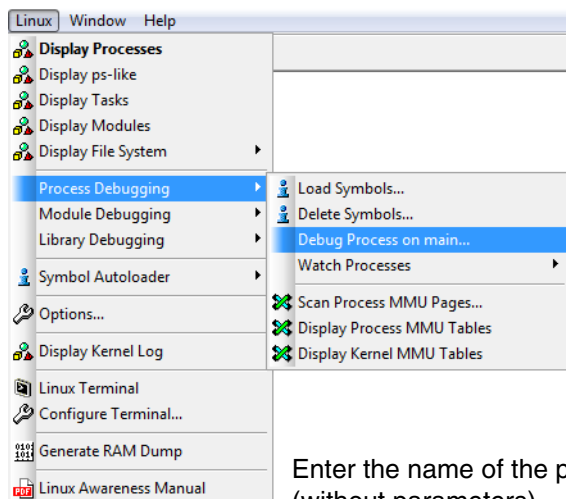 Linux Window Help
Display Processes
Display ps-like
Display Tasks
Display Modules
Display File System
Process Debugging
Module Debugging
Library Debugging
Symbol Autoloader
Options...
Display Kernel Log
Linux Terminal
Configure Terminal...
Generate RAM Dump
Linux Awareness Manual
Load Symbols...
Delete Symbols...
Debug Process on main...
Watch Processes
Scan Process MMU Pages...
Display Process MMU Tables
Display Kernel MMU Tables
Enter the name of the p
(without parameters)